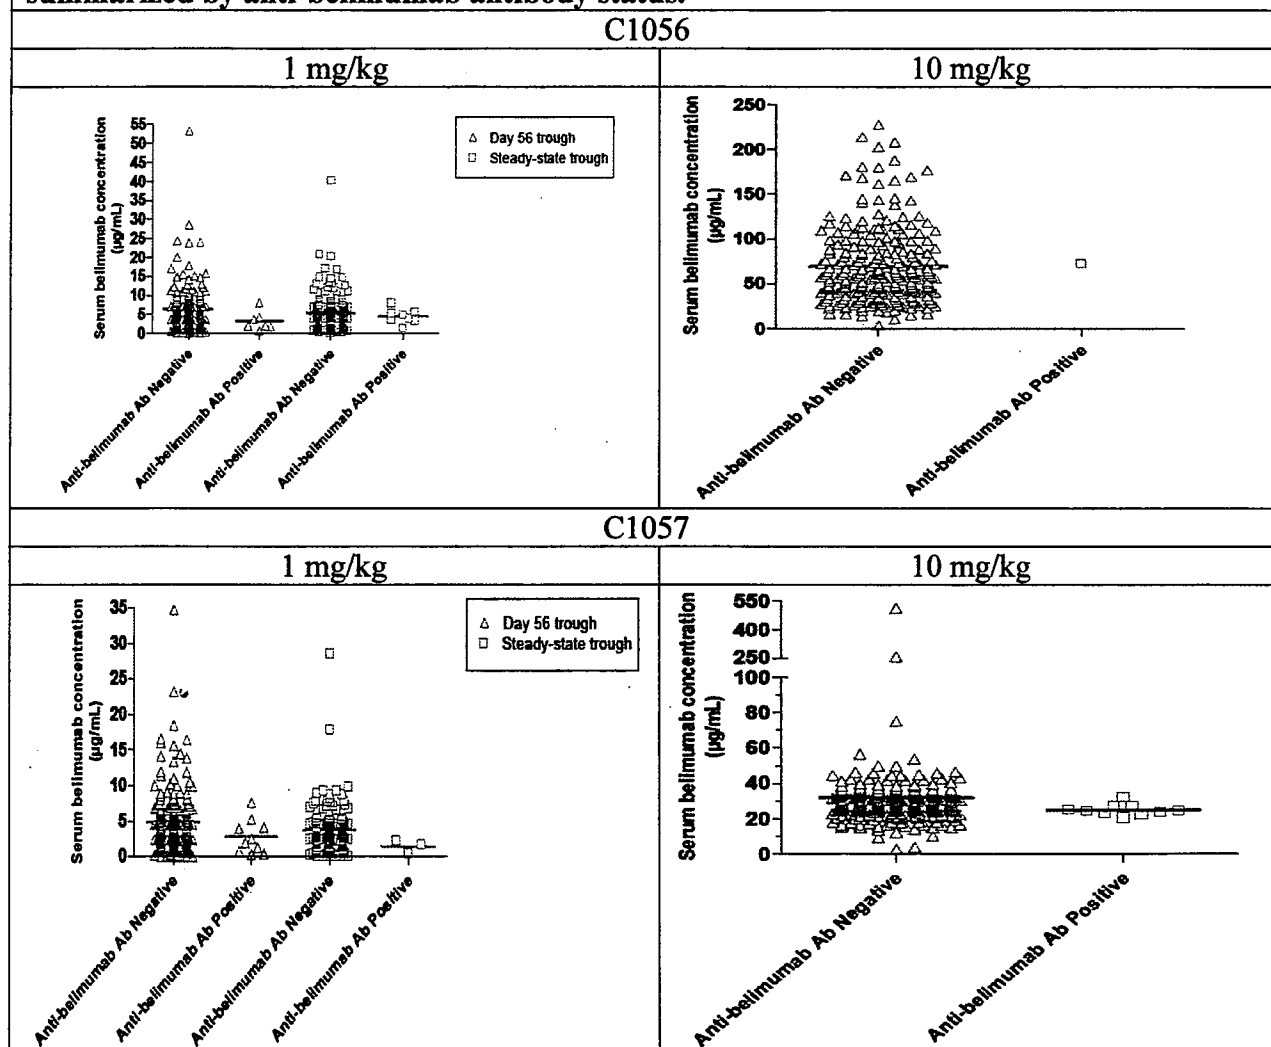 summarized by anti-belimumab antibody status.
C1056
1 mg/kg
10 mg/kg
Serum belimumab concentration
(µg/mL)
55
50
45
40
35
30
25
20
15
10
5
0
Day 56 trough
Steady-state trough
Anti-belimumab Ab Negative
Anti-belimumab Ab Positive
Anti-belimumab Ab Negative
Anti-belimumab Ab Positive
Serum belimumab concentration
(µg/mL)
250
200
150
100
50
0
Anti-belimumab Ab Negative
Anti-belimumab Ab Positive
C1057
1 mg/kg
10 mg/kg
Serum belimumab concentration
(µg/mL)
35
30
25
20
15
10
5
0
Day 56 trough
Steady-state trough
Anti-belimumab Ab Negative
Anti-belimumab Ab Positive
Anti-belimumab Ab Negative
Anti-belimumab Ab Positive
Serum belimumab concentration
(µg/mL)
550
400
250
100
80
60
40
20
0
Anti-belimumab Ab Negative
Anti-belimumab Ab Positive